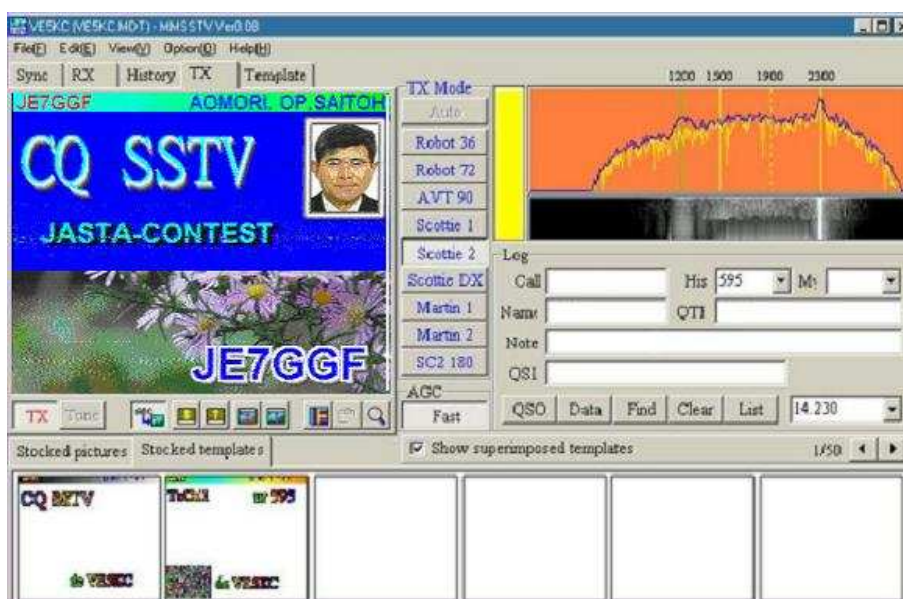 VE5KC (VE5KC.MDT) - MMSSTV Ver0.08
File(F) Edit(E) View(V) Option(O) Help(H)
Sync RX History TX Template
JE7GGF AOMORI. OP.SAITOH
CQ SSTV
JASTA-CONTEST
JE7GGF
TX Tone
TX Mode
Auto
Robot 36
Robot 72
AVT 90
Scottie 1
Scottie 2
Scottie DX
Martin 1
Martin 2
SC2 180
AGC
Fast
1200 1500 1900 2300
Log
Call His 595 My
Name QTH
Note
QSL
QSO Data Find Clear List 14.230
Stocked pictures Stocked templates
Show superimposed templates 1/50
CQ SSTV
de VE5KC
ur 595
de VE5KC